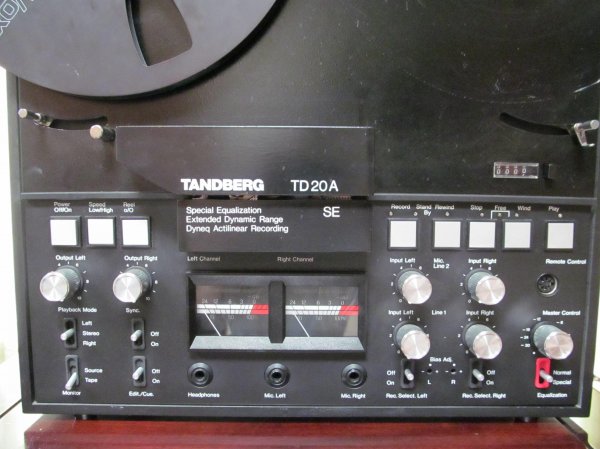 TANDBERG TD 20 A
Special Equalization SE
Extended Dynamic Range
Dyneq Actilinear Recording
Power
Off/On
Speed
Low/High
Reel
o/O
Record
Stand
By
Rewind
Stop
Free
Wind
Play
Output Left
Output Right
Left Channel
Right Channel
Input Left
Mic.
Line 2
Input Right
Remote Control
Playback Mode
Left
Stereo
Right
Sync.
Off
On
Input Left
Line 1
Input Right
Master Control
Source
Tape
Monitor
Off
On
Edit./Cue.
Headphones
Mic. Left
Mic. Right
Bias Adj.
L
R
Off
On
Rec. Select. Left
Off
On
Rec. Select. Right
Normal
Special
Equalization